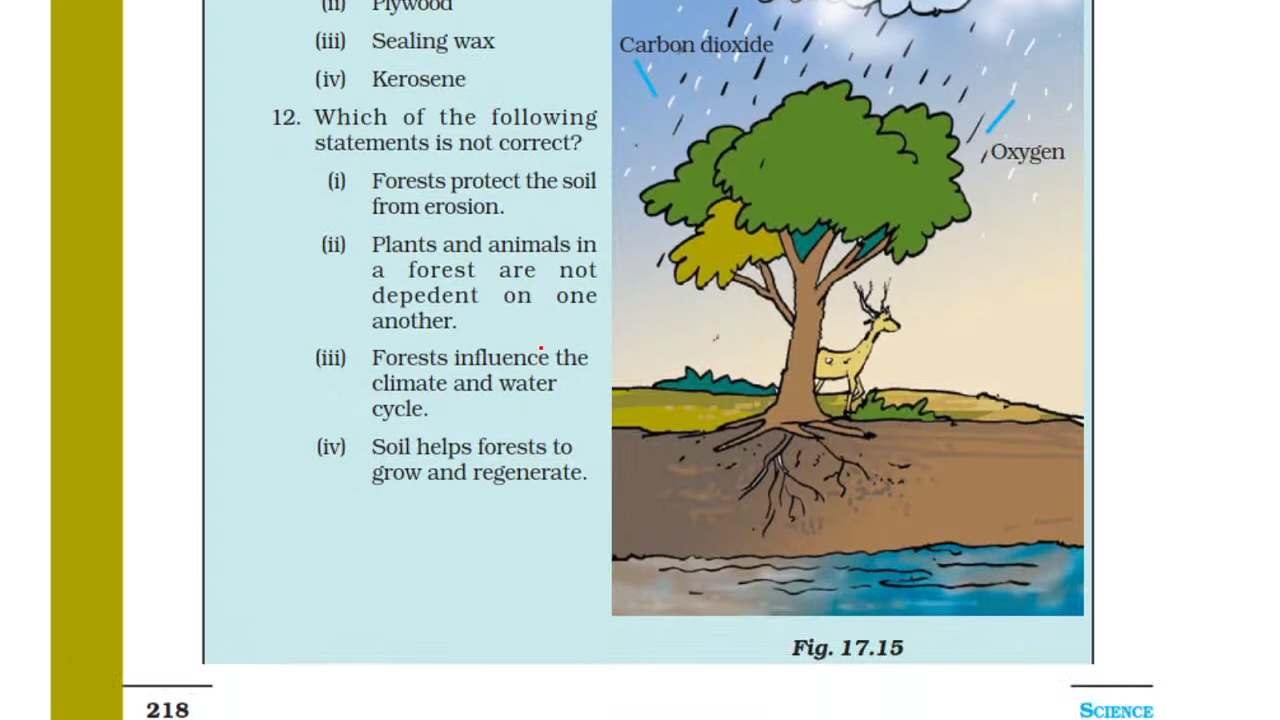 (ii) Plywood
(iii) Sealing wax
(iv) Kerosene
12. Which of the following
statements is not correct?
(i) Forests protect the soil
from erosion.
(ii) Plants and animals in
a forest are not
depedent on one
another.
(iii) Forests influence the
climate and water
cycle.
(iv) Soil helps forests to
grow and regenerate.
Carbon dioxide
Oxygen
Fig. 17.15
218
SCIENCE